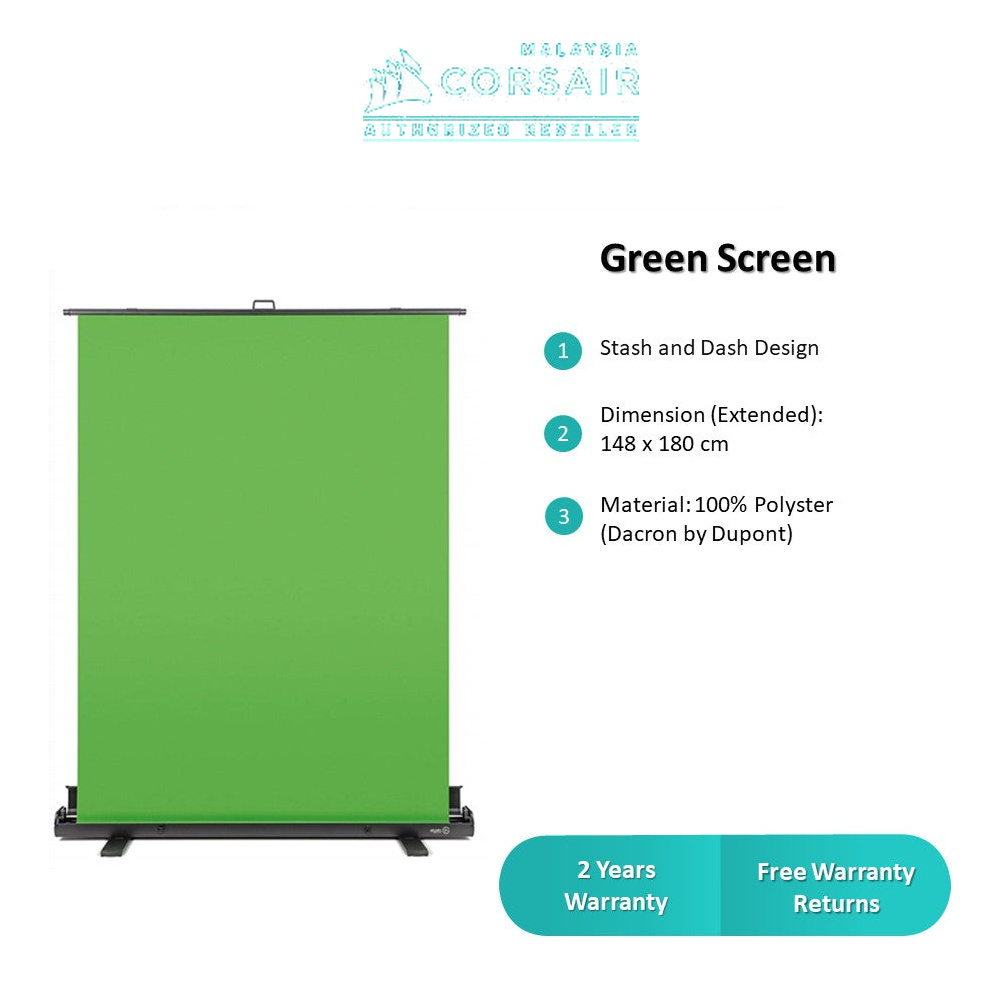 MALAYSIA
CORSAIR
AUTHORIZED RESELLER
Green Screen
1 Stash and Dash Design
2 Dimension (Extended):
148 x 180 cm
3 Material: 100% Polyster
(Dacron by Dupont)
2 Years
Warranty
Free Warranty
Returns